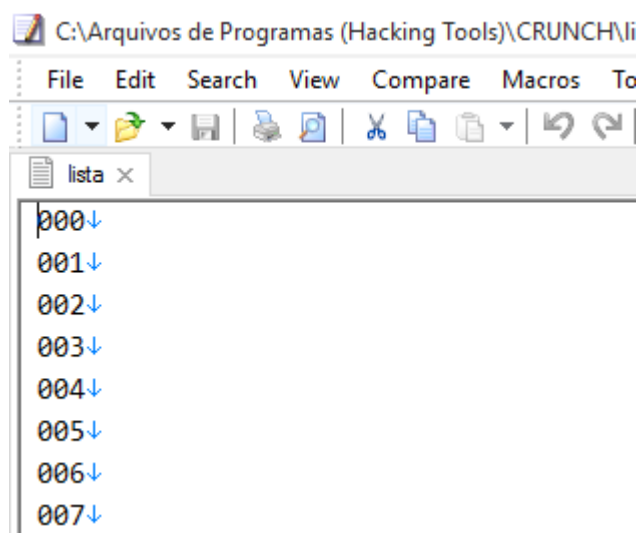 C:\Arquivos de Programas (Hacking Tools)\CRUNCH\li
File Edit Search View Compare Macros To
lista
000↓
001↓
002↓
003↓
004↓
005↓
006↓
007↓